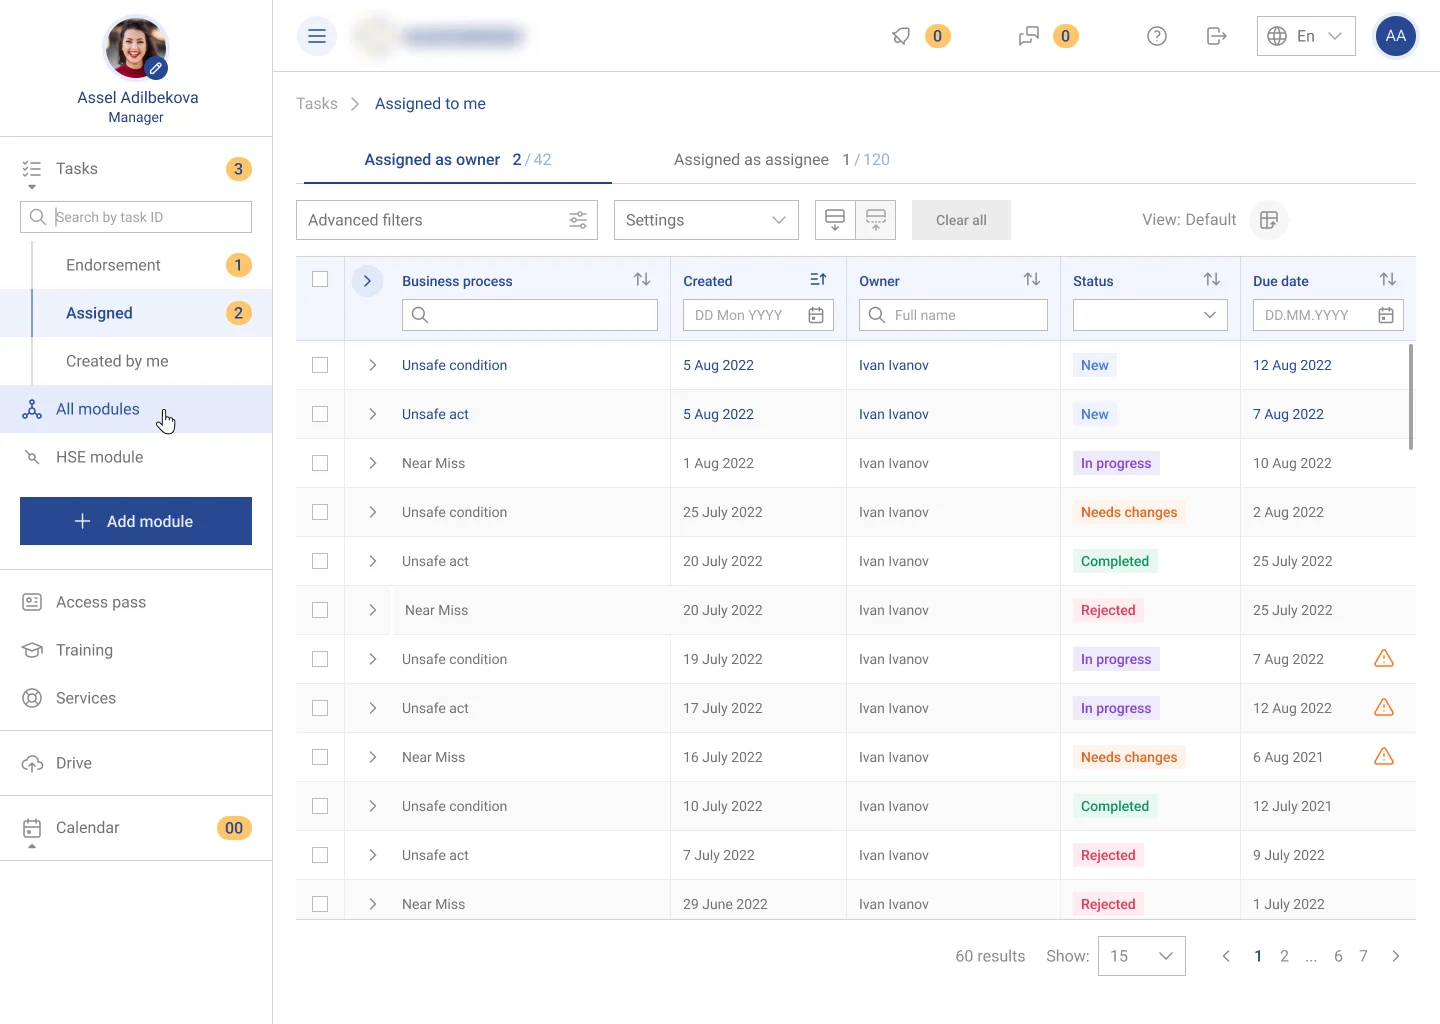 Assel Adilbekova
Manager
Tasks 3
Search by task ID
Endorsement 1
Assigned 2
Created by me
All modules
HSE module
Add module
Access pass
Training
Services
Drive
Calendar 00
0 0 En AA
Tasks Assigned to me
Assigned as owner 2 / 42 Assigned as assignee 1 / 120
Advanced filters Settings Clear all View: Default
Business process Created Owner Status Due date
DD Mon YYYY Full name DD.MM.YYYY
Unsafe condition 5 Aug 2022 Ivan Ivanov New 12 Aug 2022
Unsafe act 5 Aug 2022 Ivan Ivanov New 7 Aug 2022
Near Miss 1 Aug 2022 Ivan Ivanov In progress 10 Aug 2022
Unsafe condition 25 July 2022 Ivan Ivanov Needs changes 2 Aug 2022
Unsafe act 20 July 2022 Ivan Ivanov Completed 25 July 2022
Near Miss 20 July 2022 Ivan Ivanov Rejected 25 July 2022
Unsafe condition 19 July 2022 Ivan Ivanov In progress 7 Aug 2022
Unsafe act 17 July 2022 Ivan Ivanov In progress 12 Aug 2022
Near Miss 16 July 2022 Ivan Ivanov Needs changes 6 Aug 2021
Unsafe condition 10 July 2022 Ivan Ivanov Completed 12 July 2021
Unsafe act 7 July 2022 Ivan Ivanov Rejected 9 July 2022
Near Miss 29 June 2022 Ivan Ivanov Rejected 1 July 2022
60 results Show: 15 1 2 ... 6 7